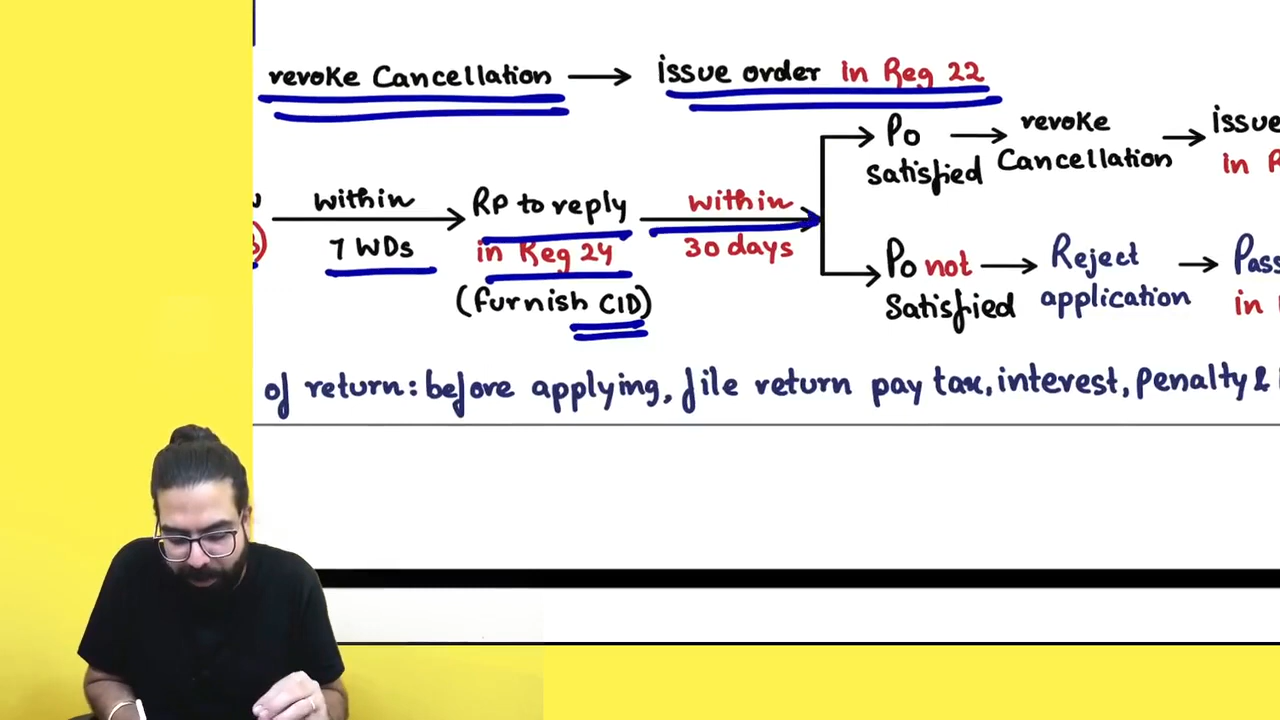 revoke Cancellation → issue order in Reg 22
Po satisfied → revoke Cancellation → issue
within 7 WDs → RP to reply in Reg 24 (furnish CID)
within 30 days
Po not satisfied → Reject application → Pass
in
of return: before applying, file return pay tax, interest, Penalty &